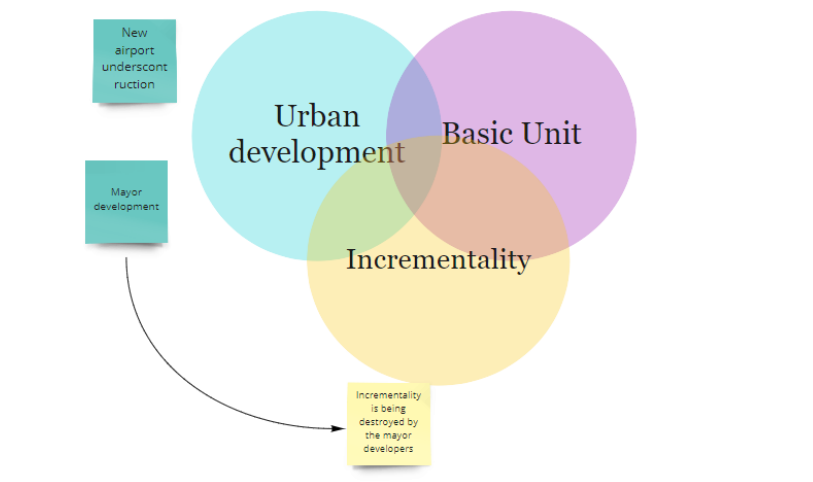 New
airport
underscont
ruction
Urban
development
Basic Unit
Mayor
development
Incrementality
Incrementality
is being
destroyed by
the mayor
developers